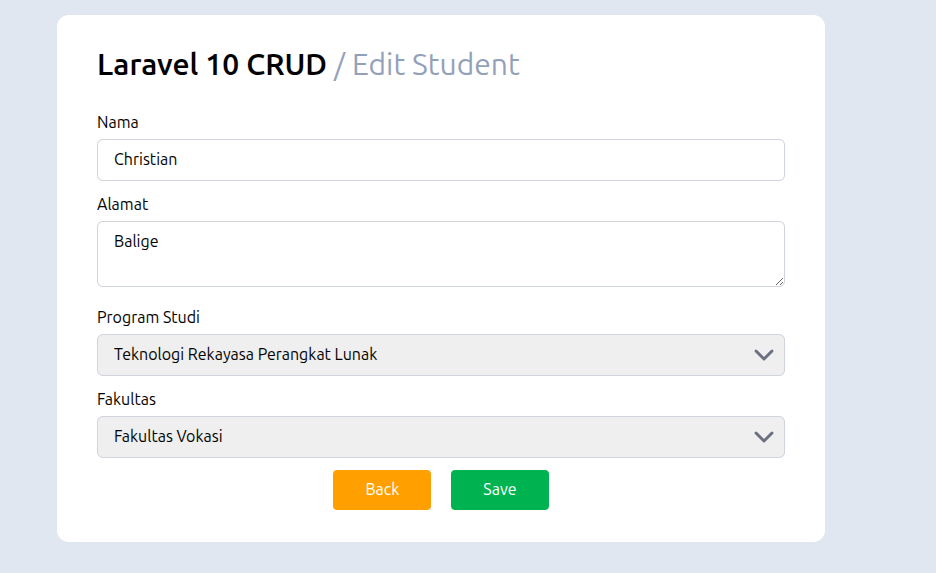 Laravel 10 CRUD / Edit Student
Nama
Christian
Alamat
Balige
Program Studi
Teknologi Rekayasa Perangkat Lunak
Fakultas
Fakultas Vokasi
Back Save